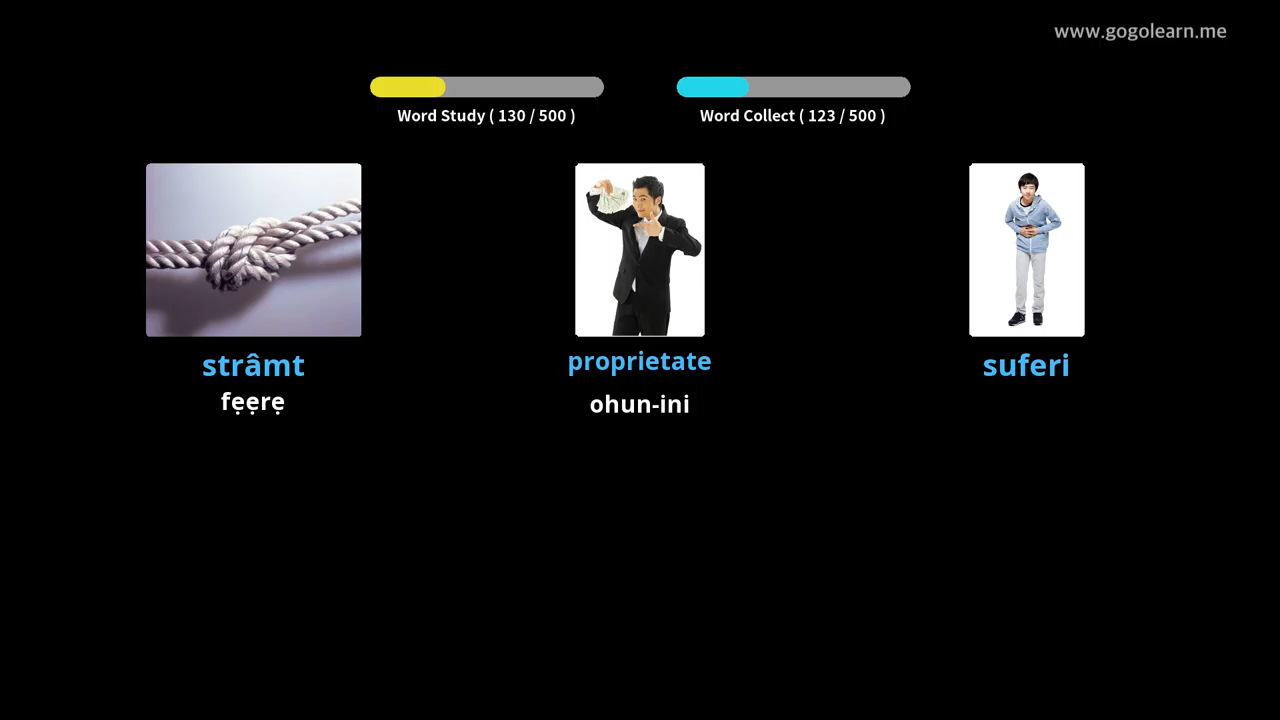 www.gogolearn.me
Word Study ( 130 / 500 )
Word Collect ( 123 / 500 )
strâmt
fẹẹrẹ
proprietate
ohun-ini
suferi